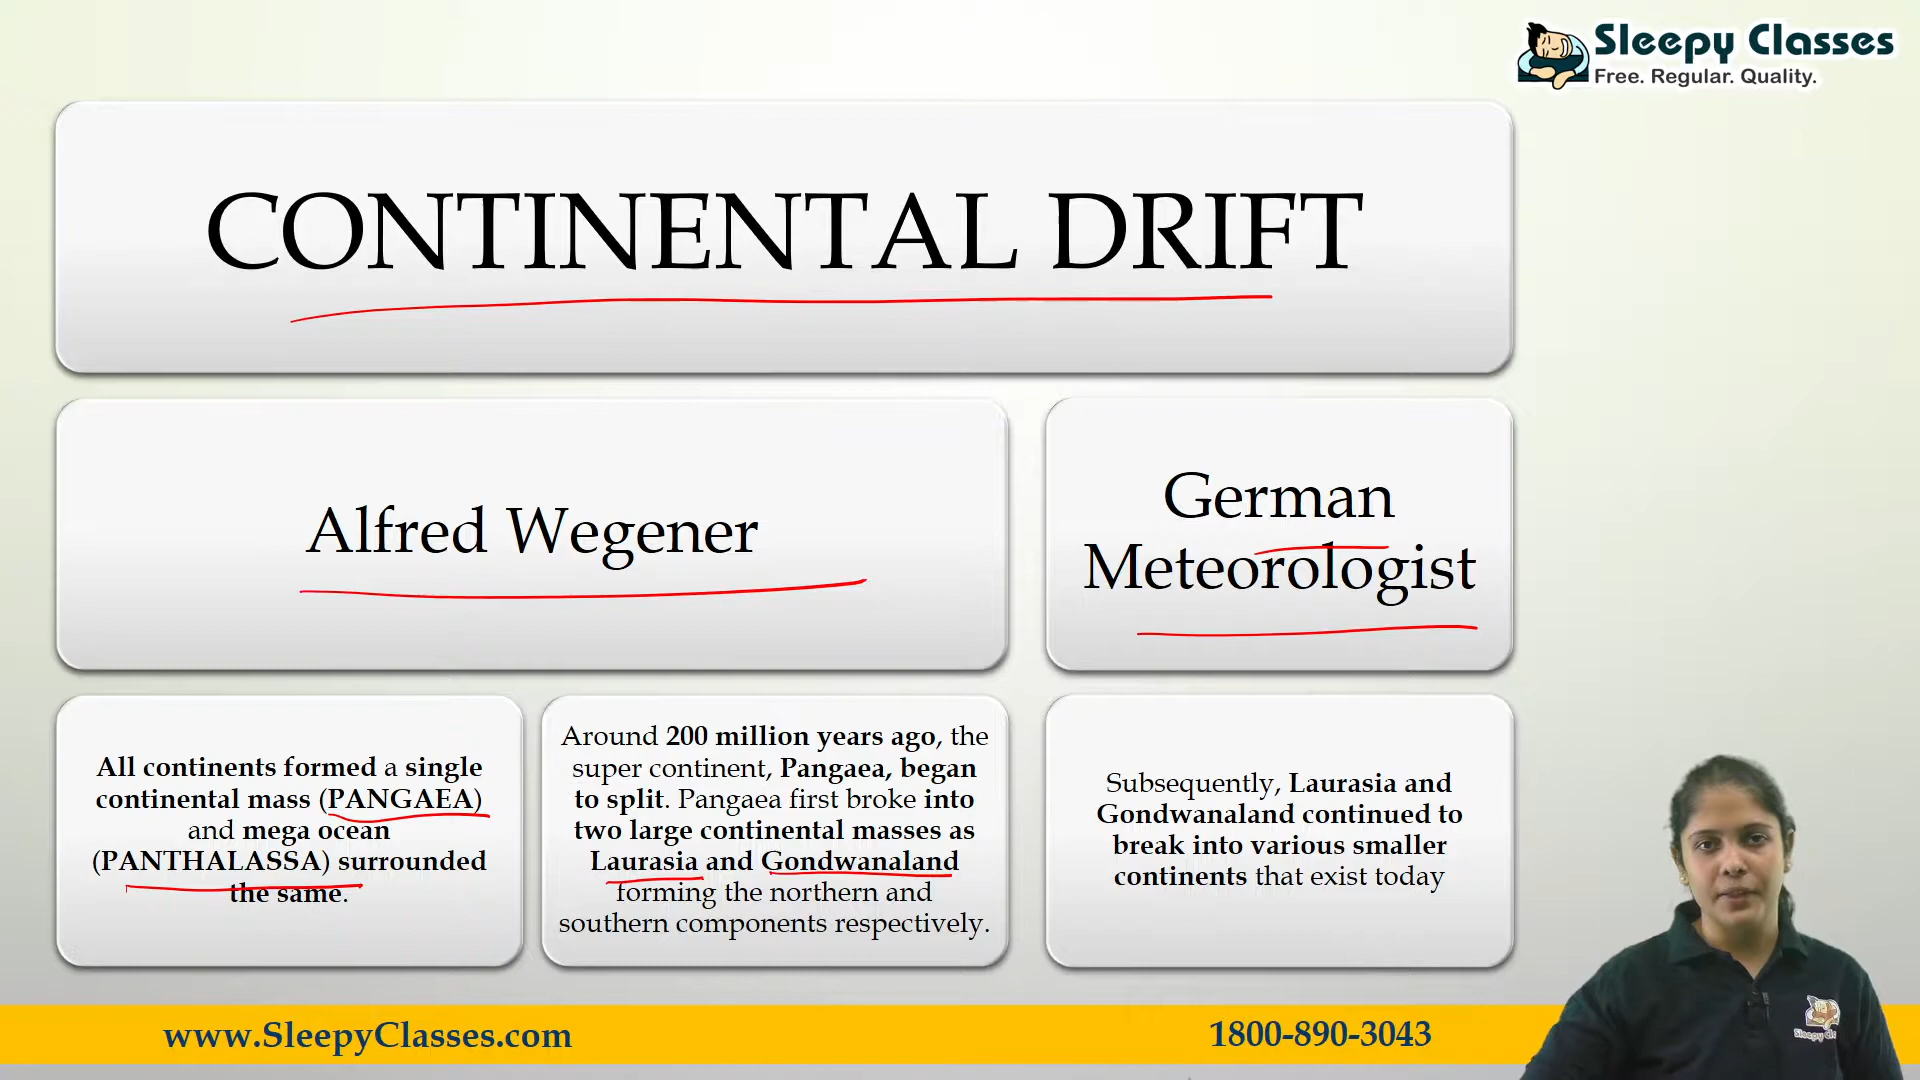 Sleepy Classes
Free. Regular. Quality.
CONTINENTAL DRIFT
Alfred Wegener
German
Meteorologist
All continents formed a single
continental mass (PANGAEA)
and mega ocean
(PANTHALASSA) surrounded
the same.
Around 200 million years ago, the
super continent, Pangaea, began
to split. Pangaea first broke into
two large continental masses as
Laurasia and Gondwanaland
forming the northern and
southern components respectively.
Subsequently, Laurasia and
Gondwanaland continued to
break into various smaller
continents that exist today
www.SleepyClasses.com
1800-890-3043